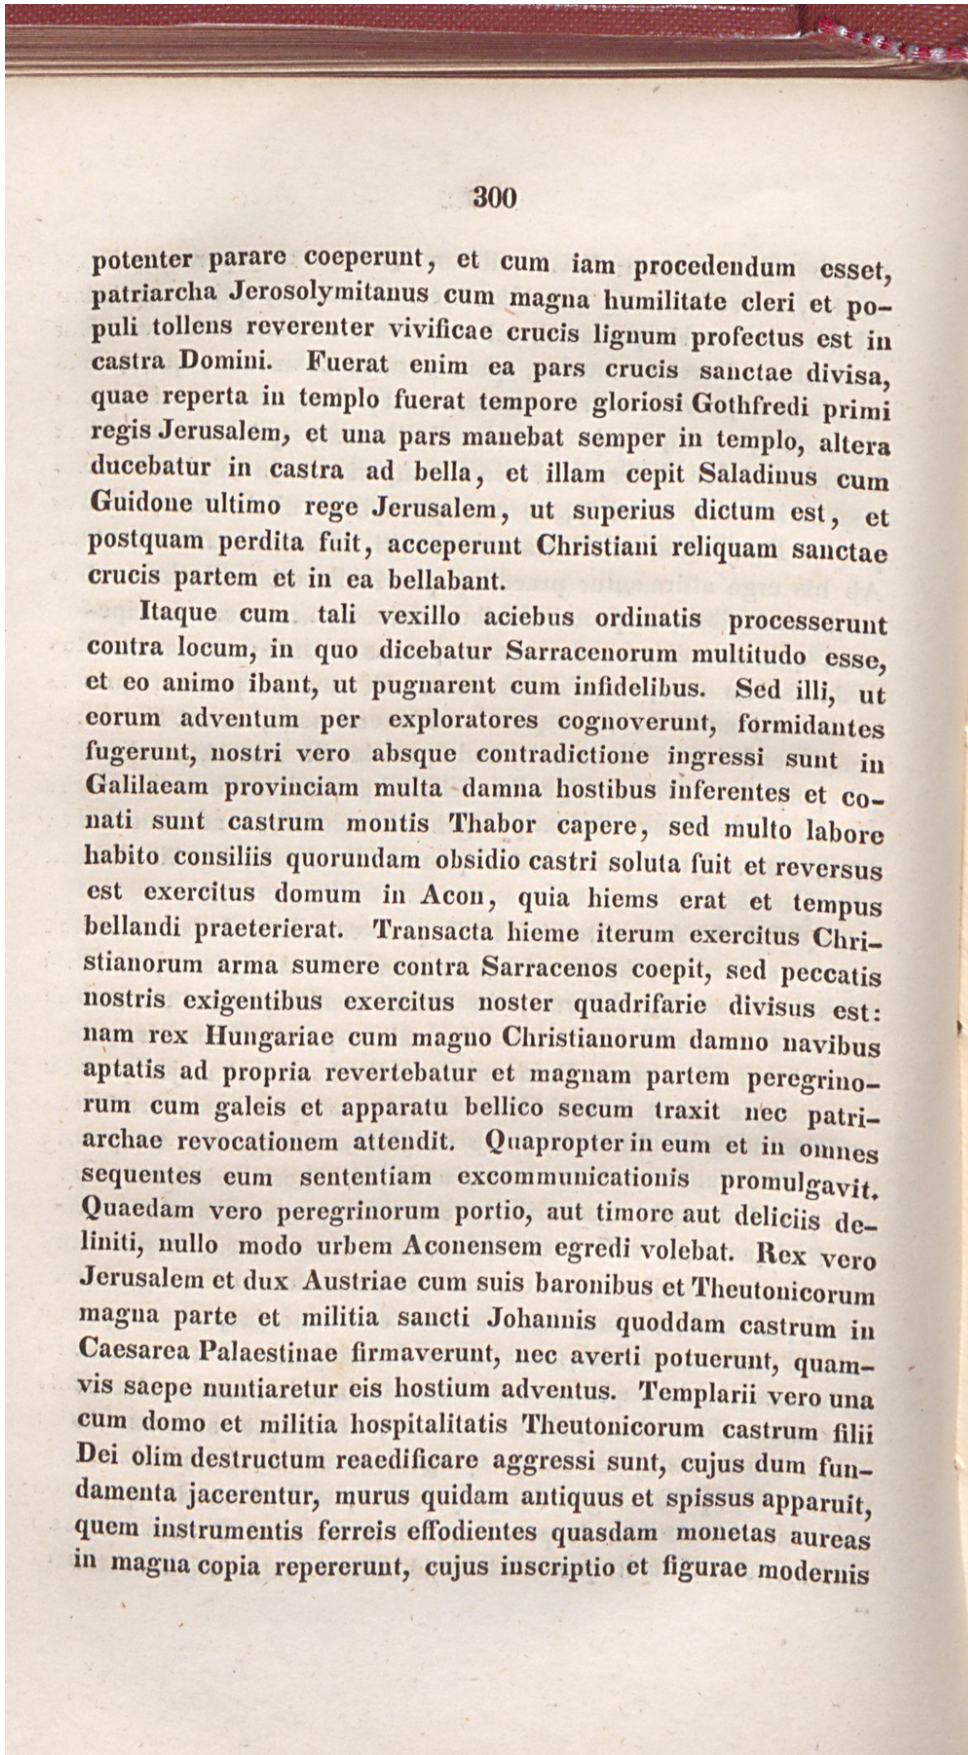 300
potenter parare coeperunt, et cum iam procedendum esset,
patriarcha Jerosolymitanus cum magna humilitate cleri et po-
puli tollens reverenter vivificae crucis lignum profectus est in
castra Domini. Fuerat enim ea pars crucis sanctae divisa,
quae reperta in templo fuerat tempore gloriosi Gothfredi primi
regis Jerusalem, et una pars manebat semper in templo, altera
ducebatur in castra ad bella, et illam cepit Saladinus cum
Guidone ultimo rege Jerusalem, ut superius dictum est, et
postquam perdita fuit, acceperunt Christiani reliquam sanctae
crucis partem et in ea bellabant.
Itaque cum tali vexillo aciebus ordinatis processerunt
contra locum, in quo dicebatur Sarracenorum multitudo esse,
et eo animo ibant, ut pugnarent cum infidelibus. Sed illi, ut
eorum adventum per exploratores cognoverunt, formidantes
fugerunt, nostri vero absque contradictione ingressi sunt in
Galilaeam provinciam multa damna hostibus inferentes et co-
nati sunt castrum montis Thabor capere, sed multo labore
habito consiliis quorundam obsidio castri soluta fuit et reversus
est exercitus domum in Acon, quia hiems erat et tempus
bellandi praeterierat. Transacta hieme iterum exercitus Chri-
stianorum arma sumere contra Sarracenos coepit, sed peccatis
nostris exigentibus exercitus noster quadrifarie divisus est:
nam rex Hungariae cum magno Christianorum damno navibus
aptatis ad propria revertebatur et magnam partem peregrino-
rum cum galeis et apparatu bellico secum traxit nec patri-
archae revocationem attendit. Quapropter in eum et in omnes
sequentes eum sententiam excommunicationis promulgavit.
Quaedam vero peregrinorum portio, aut timore aut deliciis de-
liniti, nullo modo urbem Aconensem egredi volebat. Rex vero
Jerusalem et dux Austriae cum suis baronibus et Theutonicorum
magna parte et militia sancti Johannis quoddam castrum in
Caesarea Palaestinae firmaverunt, nec averti potuerunt, quam-
vis saepe nuntiaretur eis hostium adventus. Templarii vero una
cum domo et militia hospitalitatis Theutonicorum castrum filii
Dei olim destructum reaedificare aggressi sunt, cujus dum fun-
damenta jacerentur, murus quidam antiquus et spissus apparuit,
quem instrumentis ferreis effodientes quasdam monetas aureas
in magna copia repererunt, cujus inscriptio et figurae modernis